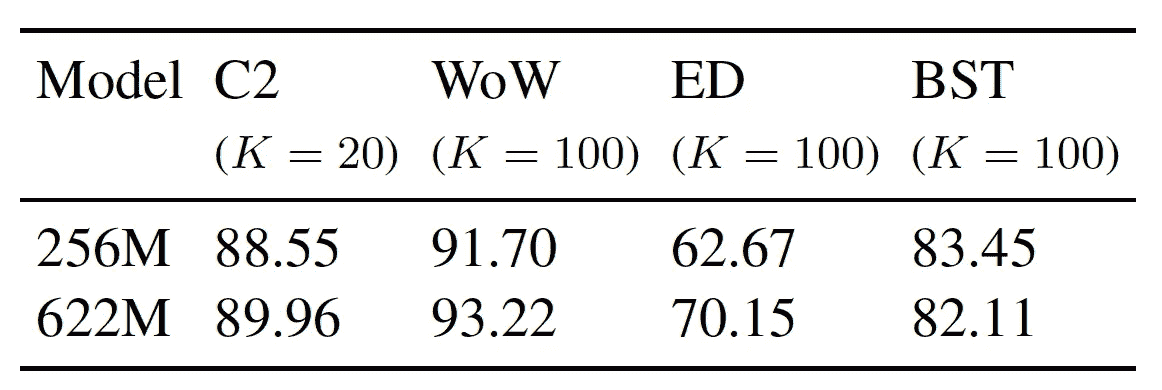 Model C2 WoW ED BST
(K = 20) (K = 100) (K = 100) (K = 100)
256M 88.55 91.70 62.67 83.45
622M 89.96 93.22 70.15 82.11